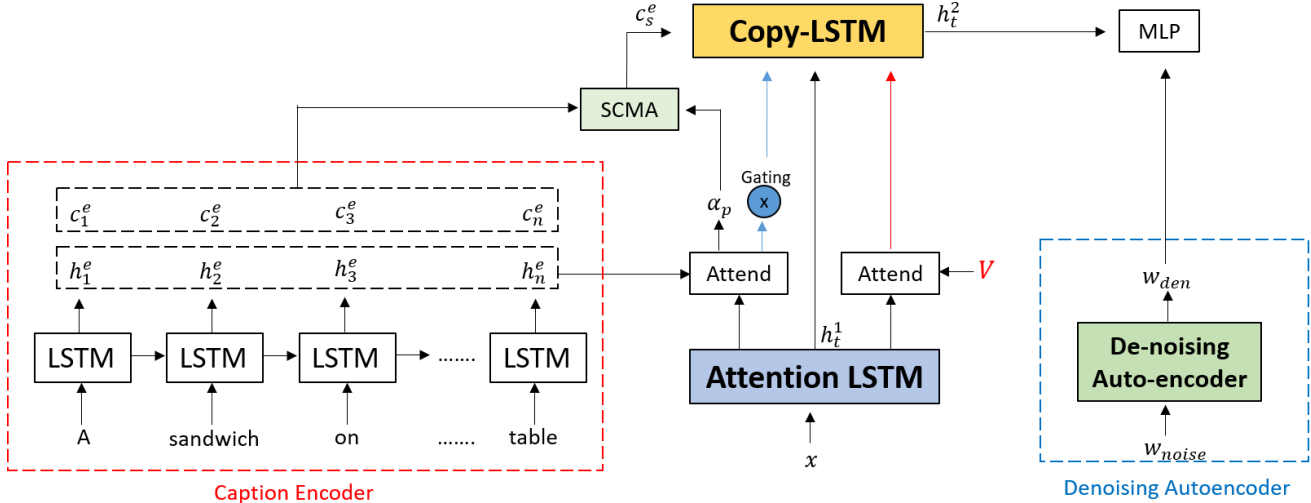 c_s^e
Copy-LSTM
h_t^2
MLP
SCMA
Gating
x
α_p
c_1^e c_2^e c_3^e c_n^e
h_1^e h_2^e h_3^e h_n^e
Attend
Attend
V
w_den
LSTM LSTM LSTM ....... LSTM
h_t^1
Attention LSTM
De-noising
Auto-encoder
A sandwich on ....... table
x
w_noise
Caption Encoder
Denoising Autoencoder